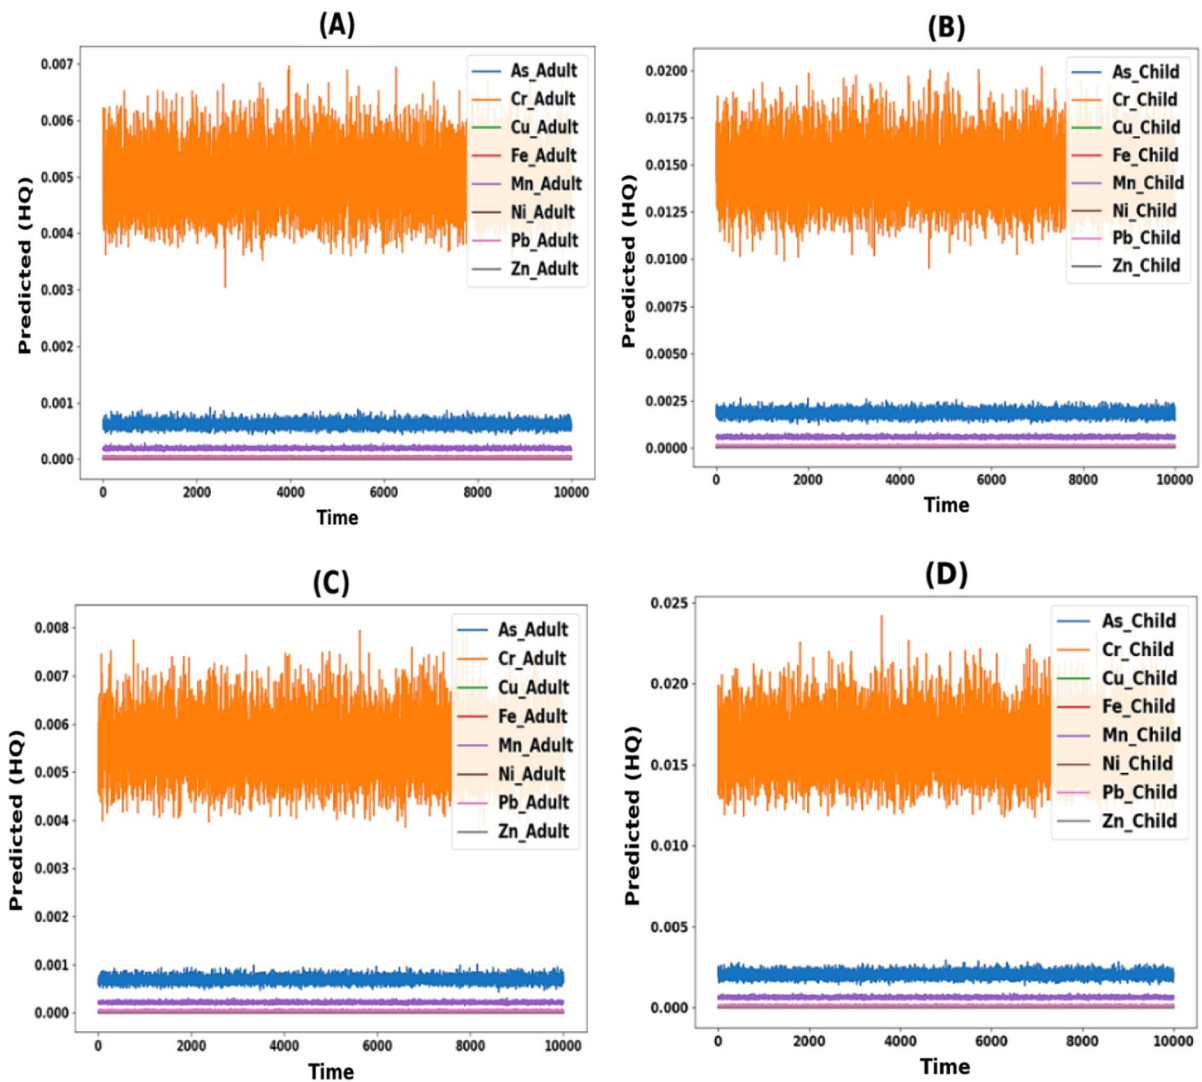 (A)
Predicted (HQ)
0.007
0.006
0.005
0.004
0.003
0.002
0.001
0.000
As_Adult
Cr_Adult
Cu_Adult
Fe_Adult
Mn_Adult
Ni_Adult
Pb_Adult
Zn_Adult
0 2000 4000 6000 8000 10000
Time
(B)
Predicted (HQ)
0.0200
0.0175
0.0150
0.0125
0.0100
0.0075
0.0050
0.0025
0.0000
As_Child
Cr_Child
Cu_Child
Fe_Child
Mn_Child
Ni_Child
Pb_Child
Zn_Child
0 2000 4000 6000 8000 10000
Time
(C)
Predicted (HQ)
0.008
0.007
0.006
0.005
0.004
0.003
0.002
0.001
0.000
As_Adult
Cr_Adult
Cu_Adult
Fe_Adult
Mn_Adult
Ni_Adult
Pb_Adult
Zn_Adult
0 2000 4000 6000 8000 10000
Time
(D)
Predicted (HQ)
0.025
0.020
0.015
0.010
0.005
0.000
As_Child
Cr_Child
Cu_Child
Fe_Child
Mn_Child
Ni_Child
Pb_Child
Zn_Child
0 2000 4000 6000 8000 10000
Time